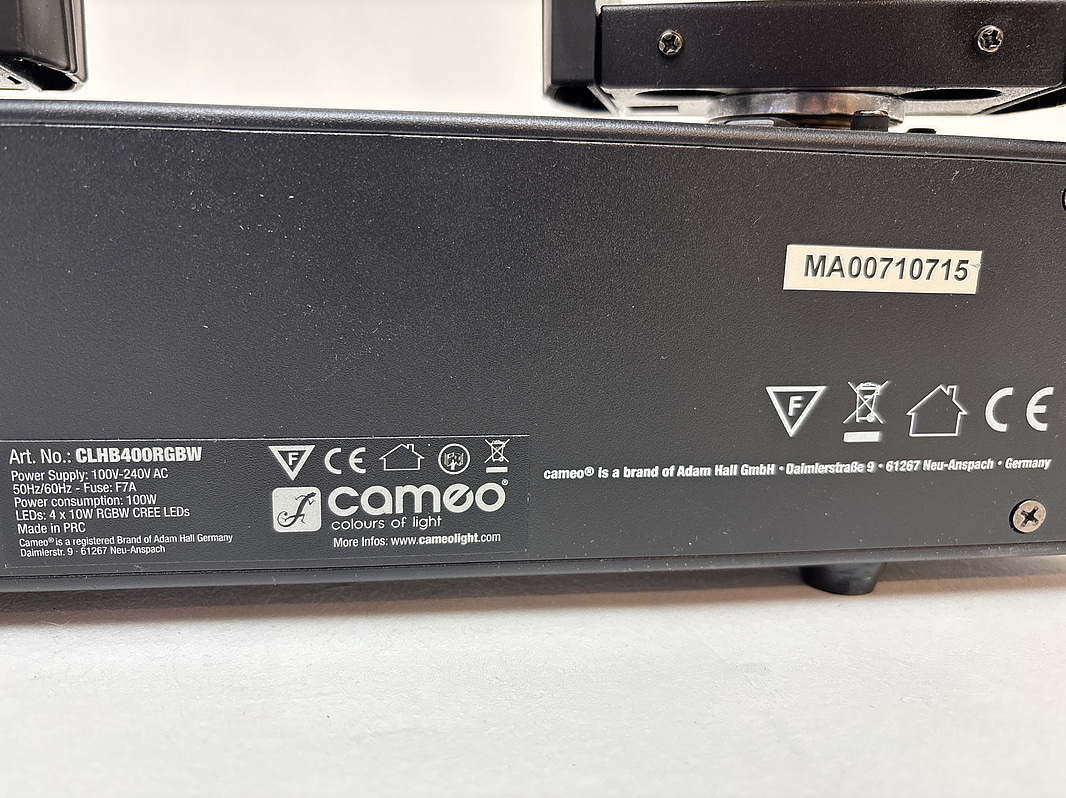 MA00710715
F
CE
cameo® is a brand of Adam Hall GmbH • Daimlerstraße 9 • 61267 Neu-Anspach • Germany
Art. No.: CLHB400RGBW
Power Supply: 100V-240V AC
50Hz/60Hz - Fuse: F7A
Power consumption: 100W
LEDs: 4 x 10W RGBW CREE LEDs
Made in PRC
Cameo® is a registered Brand of Adam Hall Germany
Daimlerstr. 9 · 61267 Neu-Anspach
F
CE
cameo®
colours of light
More Infos: www.cameolight.com